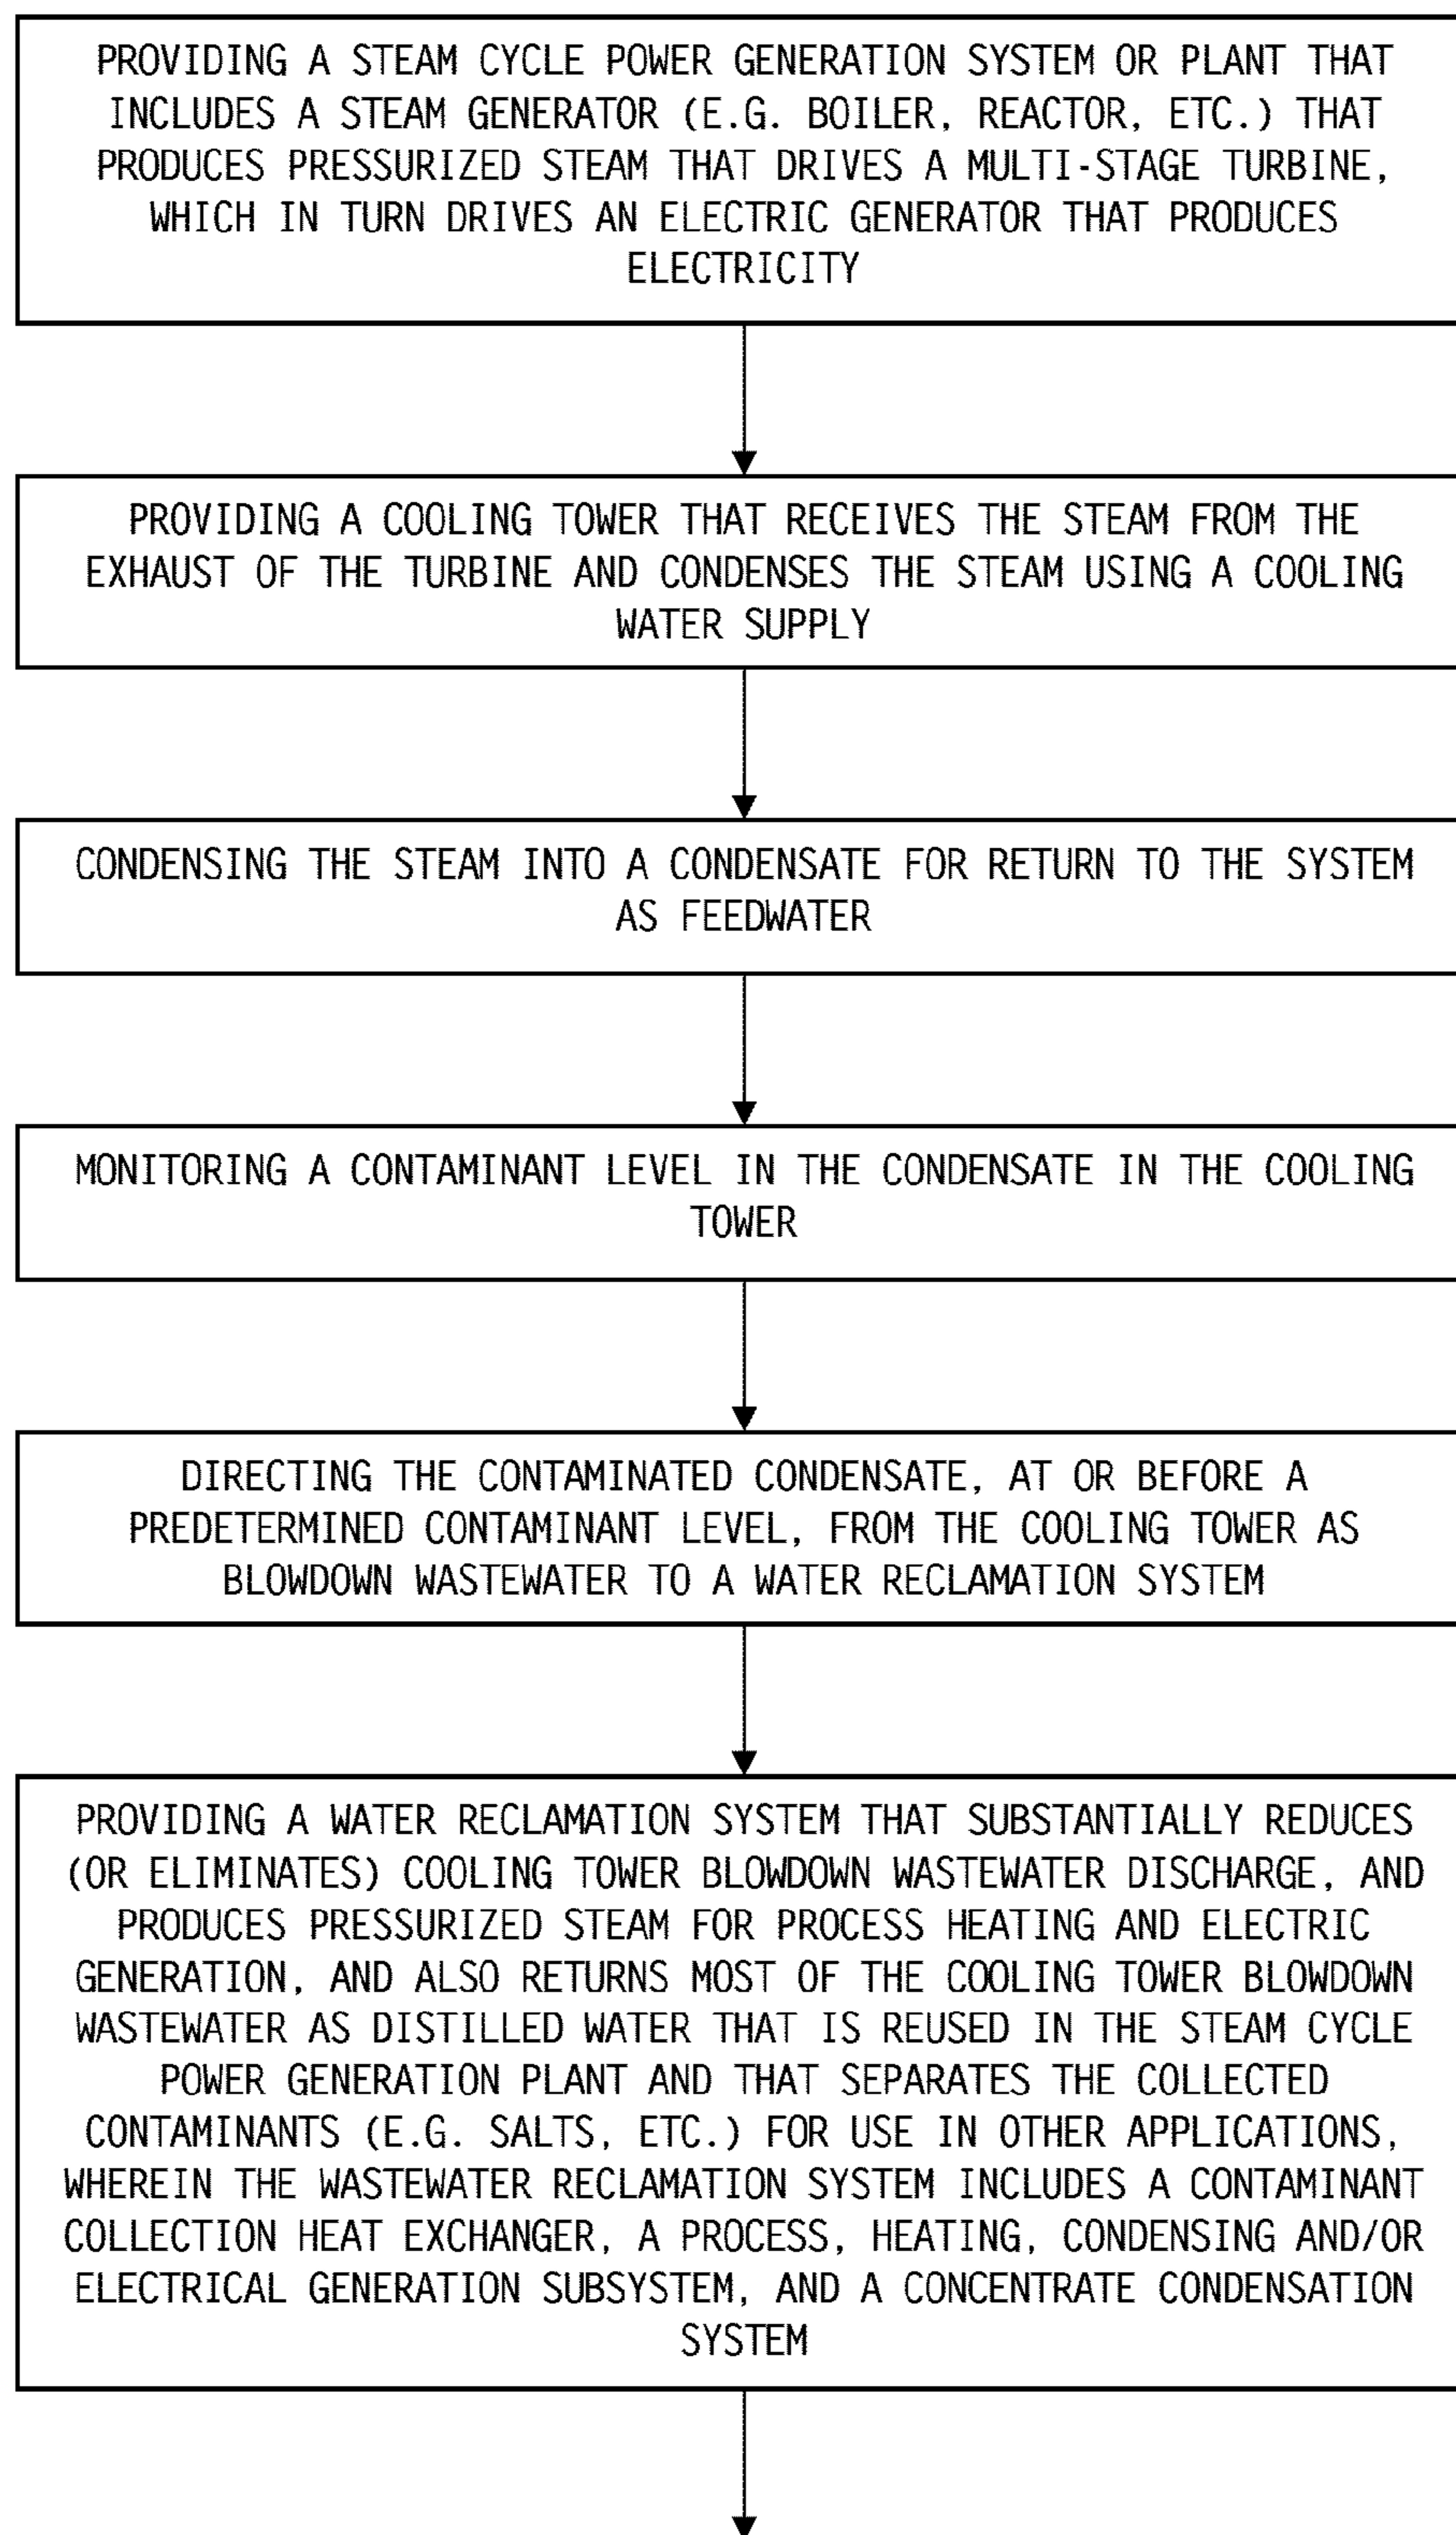 PROVIDING A STEAM CYCLE POWER GENERATION SYSTEM OR PLANT THAT
INCLUDES A STEAM GENERATOR (E.G. BOILER, REACTOR, ETC.) THAT
PRODUCES PRESSURIZED STEAM THAT DRIVES A MULTI-STAGE TURBINE,
WHICH IN TURN DRIVES AN ELECTRIC GENERATOR THAT PRODUCES
ELECTRICITY
PROVIDING A COOLING TOWER THAT RECEIVES THE STEAM FROM THE
EXHAUST OF THE TURBINE AND CONDENSES THE STEAM USING A COOLING
WATER SUPPLY
CONDENSING THE STEAM INTO A CONDENSATE FOR RETURN TO THE SYSTEM
AS FEEDWATER
MONITORING A CONTAMINANT LEVEL IN THE CONDENSATE IN THE COOLING
TOWER
DIRECTING THE CONTAMINATED CONDENSATE, AT OR BEFORE A
PREDETERMINED CONTAMINANT LEVEL, FROM THE COOLING TOWER AS
BLOWDOWN WASTEWATER TO A WATER RECLAMATION SYSTEM
PROVIDING A WATER RECLAMATION SYSTEM THAT SUBSTANTIALLY REDUCES
(OR ELIMINATES) COOLING TOWER BLOWDOWN WASTEWATER DISCHARGE, AND
PRODUCES PRESSURIZED STEAM FOR PROCESS HEATING AND ELECTRIC
GENERATION, AND ALSO RETURNS MOST OF THE COOLING TOWER BLOWDOWN
WASTEWATER AS DISTILLED WATER THAT IS REUSED IN THE STEAM CYCLE
POWER GENERATION PLANT AND THAT SEPARATES THE COLLECTED
CONTAMINANTS (E.G. SALTS, ETC.) FOR USE IN OTHER APPLICATIONS,
WHEREIN THE WASTEWATER RECLAMATION SYSTEM INCLUDES A CONTAMINANT
COLLECTION HEAT EXCHANGER, A PROCESS, HEATING, CONDENSING AND/OR
ELECTRICAL GENERATION SUBSYSTEM, AND A CONCENTRATE CONDENSATION
SYSTEM